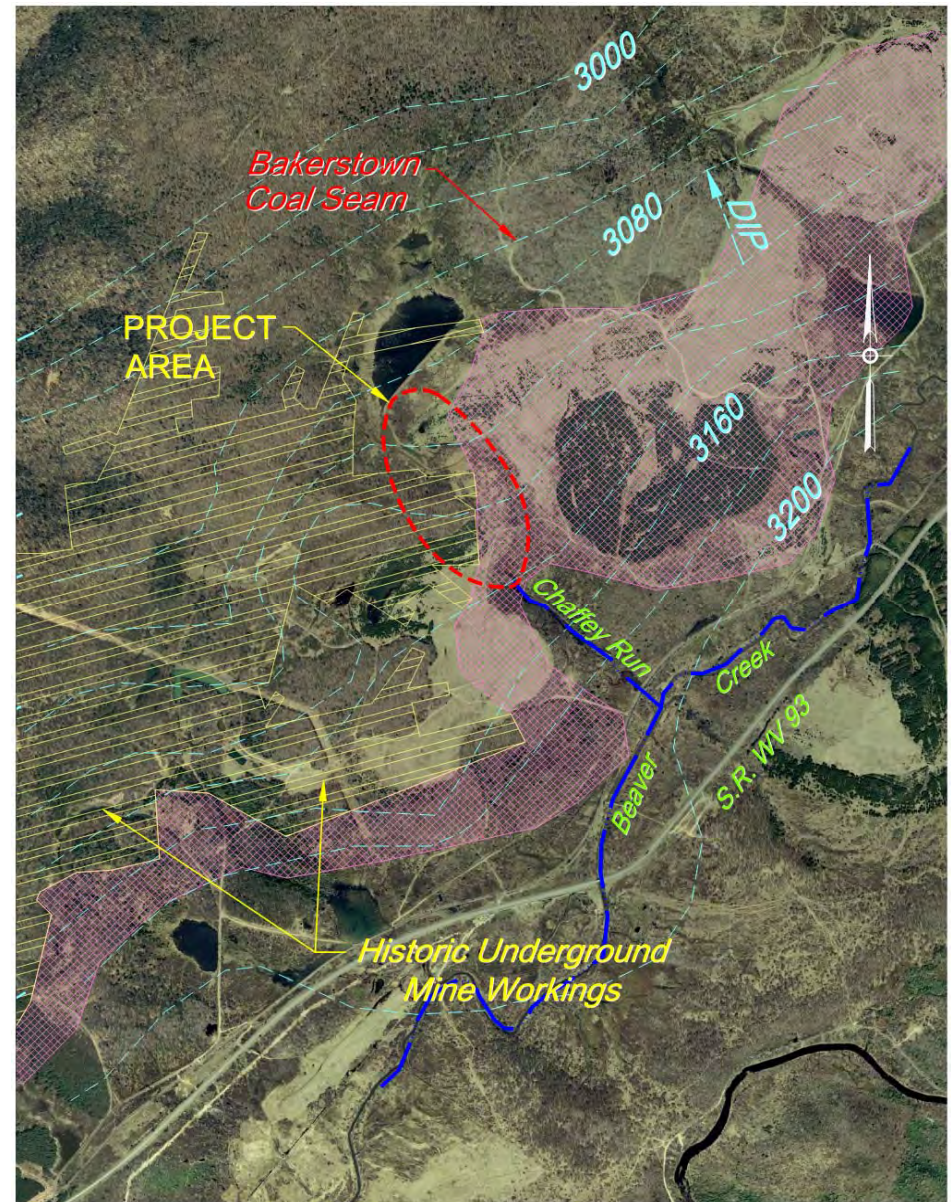 3000
Bakerstown
Coal Seam
3080
DIP
PROJECT
AREA
3160
3200
Chaffey Run
Creek
Beaver
S.R. WV 93
Historic Underground
Mine Workings